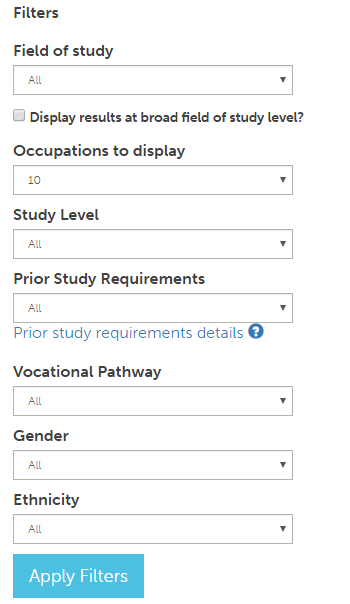 Filters
Field of study
All
Display results at broad field of study level?
Occupations to display
10
Study Level
All
Prior Study Requirements
All
Prior study requirements details ?
Vocational Pathway
All
Gender
All
Ethnicity
All
Apply Filters